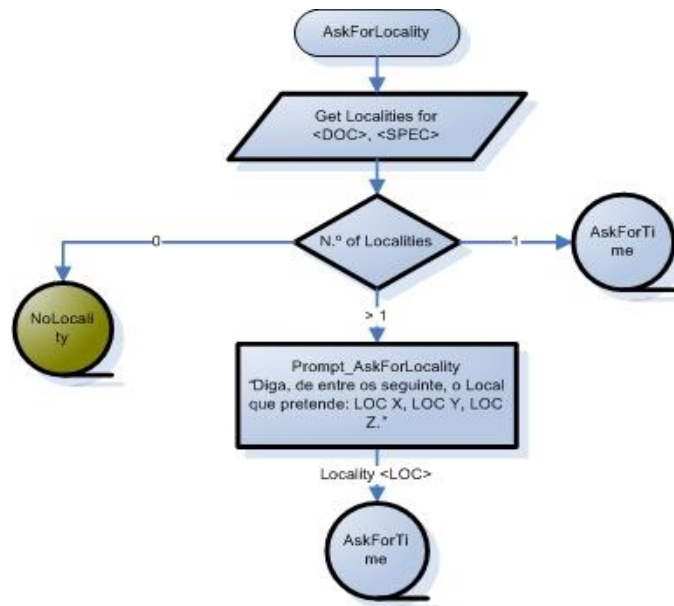 AskForLocality
Get Localities for
<DOC>, <SPEC>
N.º of Localities
0
1
AskForTi
me
NoLocali
ty
> 1
Prompt_AskForLocality
“Diga, de entre os seguinte, o Local
que pretende: LOC X, LOC Y, LOC
Z.”
Locality <LOC>
AskForTi
me